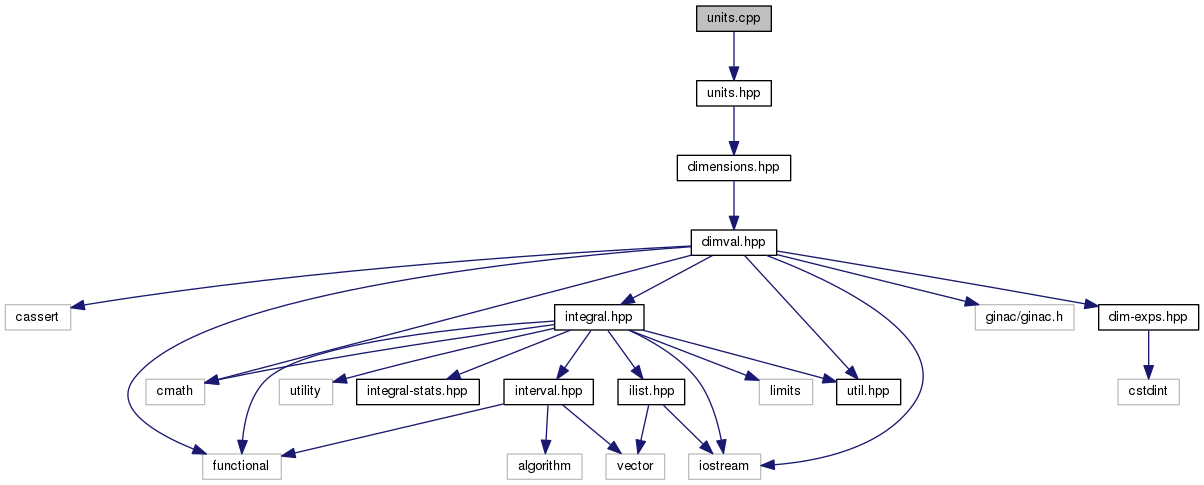 units.cpp
units.hpp
dimensions.hpp
dimval.hpp
cassert
integral.hpp
ginac/ginac.h
dim-exps.hpp
cmath
utility
integral-stats.hpp
interval.hpp
ilist.hpp
limits
util.hpp
cstdint
functional
algorithm
vector
iostream